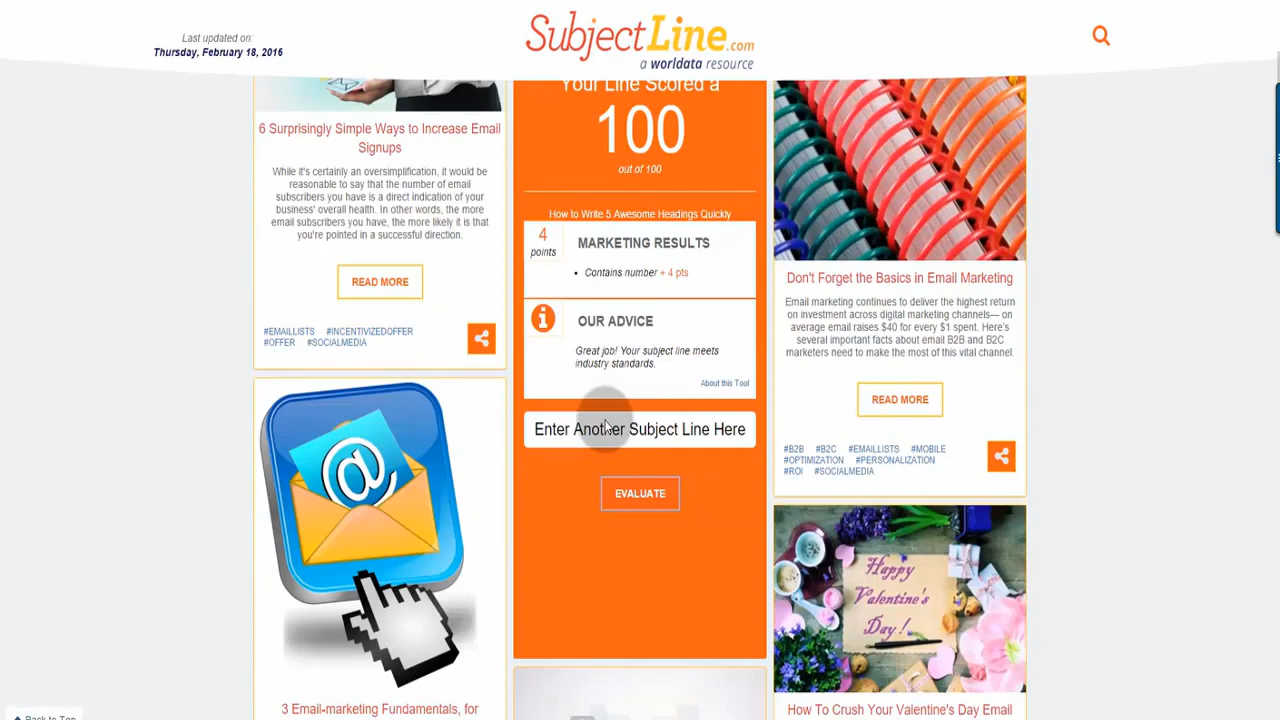 Last updated on:
Thursday, February 18, 2016
SubjectLine.com
a worldata resource
6 Surprisingly Simple Ways to Increase Email
Signups
While it's certainly an oversimplification, it would be
reasonable to say that the number of email
subscribers you have is a direct indication of your
business' overall health. In other words, the more
email subscribers you have, the more likely it is that
you're pointed in a successful direction.
READ MORE
#EMAILLISTS #INCENTIVIZEDOFFER
#OFFER #SOCIALMEDIA
@
3 Email-marketing Fundamentals, for
Back to Top
Your Line Scored a
100
out of 100
How to Write 5 Awesome Headings Quickly
4
points
MARKETING RESULTS
• Contains number + 4 pts
OUR ADVICE
Great job! Your subject line meets
industry standards.
About this Tool
Enter Another Subject Line Here
EVALUATE
Don't Forget the Basics in Email Marketing
Email marketing continues to deliver the highest return
on investment across digital marketing channels— on
average email raises $40 for every $1 spent. Here's
several important facts about email B2B and B2C
marketers need to make the most of this vital channel.
READ MORE
#B2B #B2C #EMAILLISTS #MOBILE
#OPTIMIZATION #PERSONALIZATION
#ROI #SOCIALMEDIA
Happy
Valentine's
Day!
How To Crush Your Valentine's Day Email